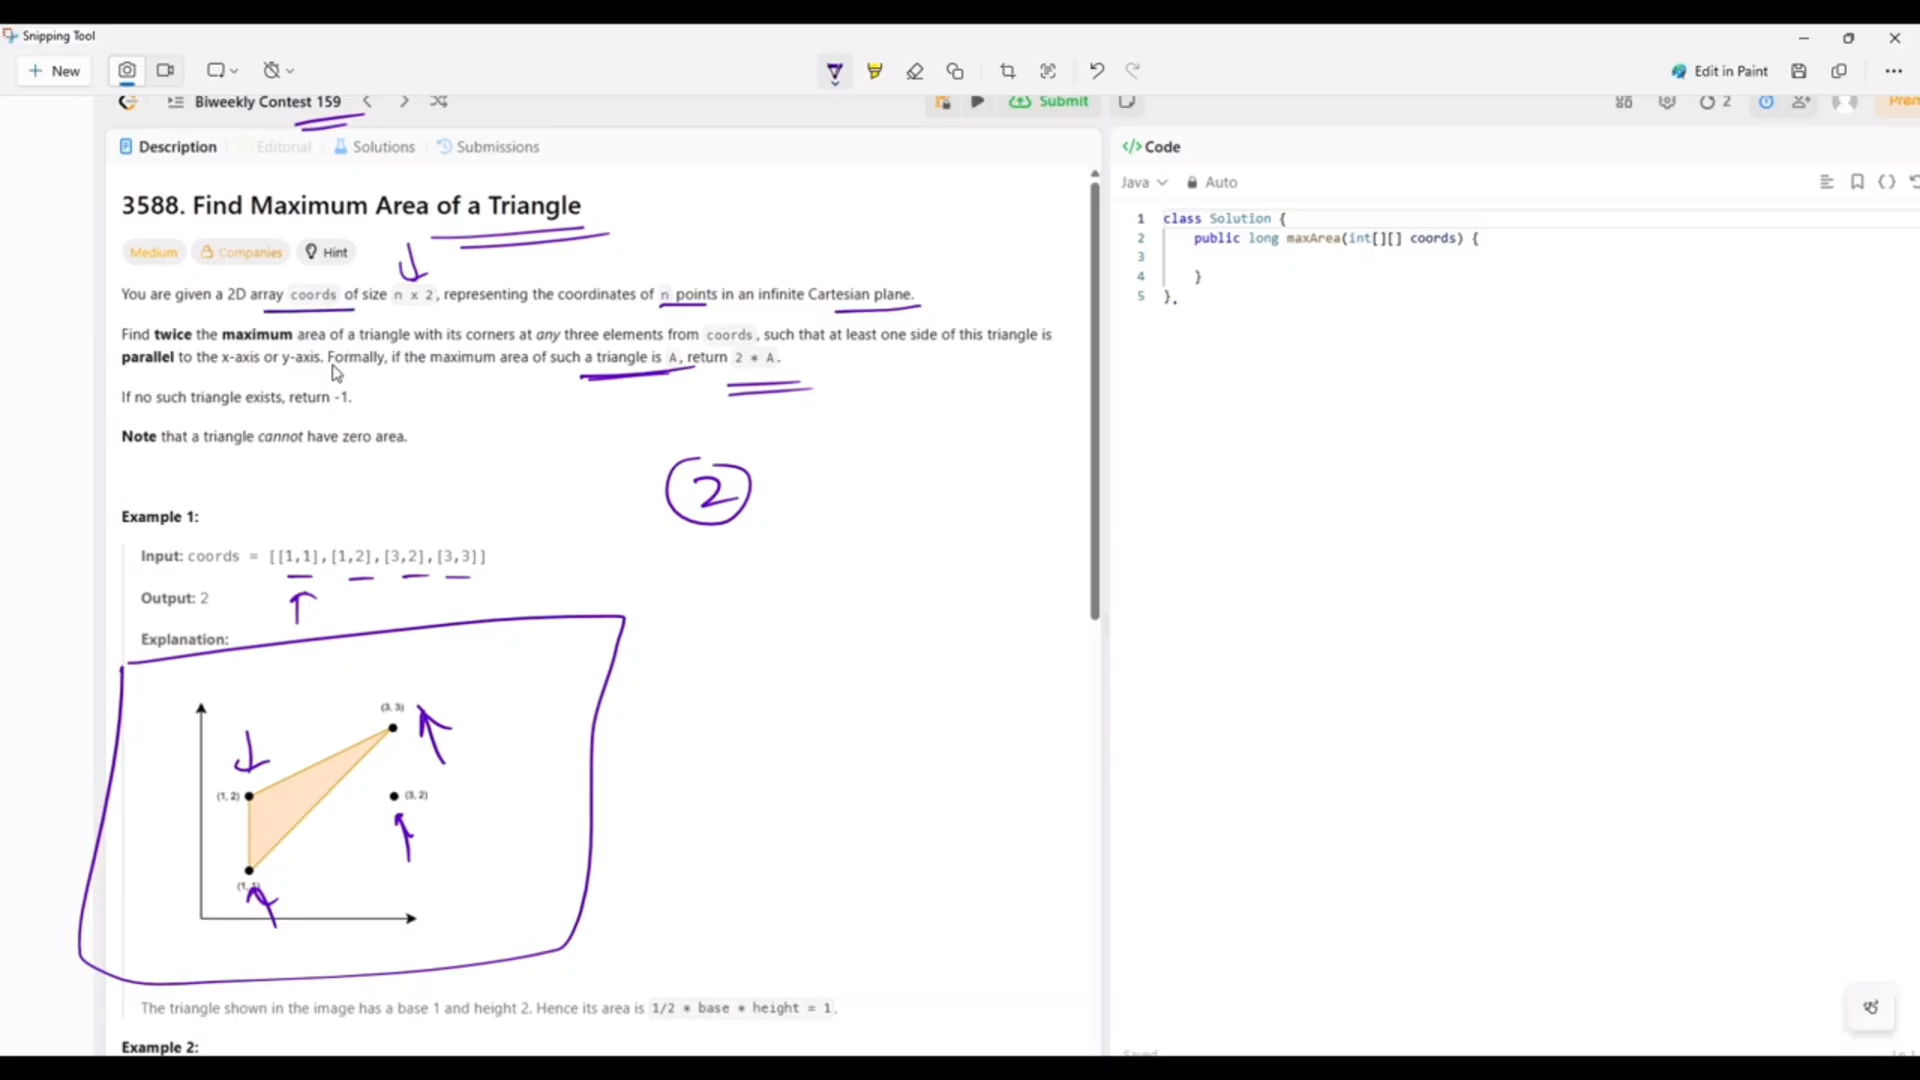 Snipping Tool
New
Edit in Paint
Biweekly Contest 159
Submit
2
Prem
Description Editorial Solutions Submissions
Code
3588. Find Maximum Area of a Triangle
Java Auto
Medium Companies Hint
You are given a 2D array coords of size n x 2, representing the coordinates of n points in an infinite Cartesian plane.
Find twice the maximum area of a triangle with its corners at any three elements from coords, such that at least one side of this triangle is
parallel to the x-axis or y-axis. Formally, if the maximum area of such a triangle is A, return 2 * A.
If no such triangle exists, return -1.
Note that a triangle cannot have zero area.
2
Example 1:
Input: coords = [[1,1],[1,2],[3,2],[3,3]]
Output: 2
Explanation:
(3, 3)
(1, 2)
(3, 2)
The triangle shown in the image has a base 1 and height 2. Hence its area is 1/2 * base * height = 1.
Example 2:
1 class Solution {
2 public long maxArea(int[][] coords) {
3
4 }
5 }